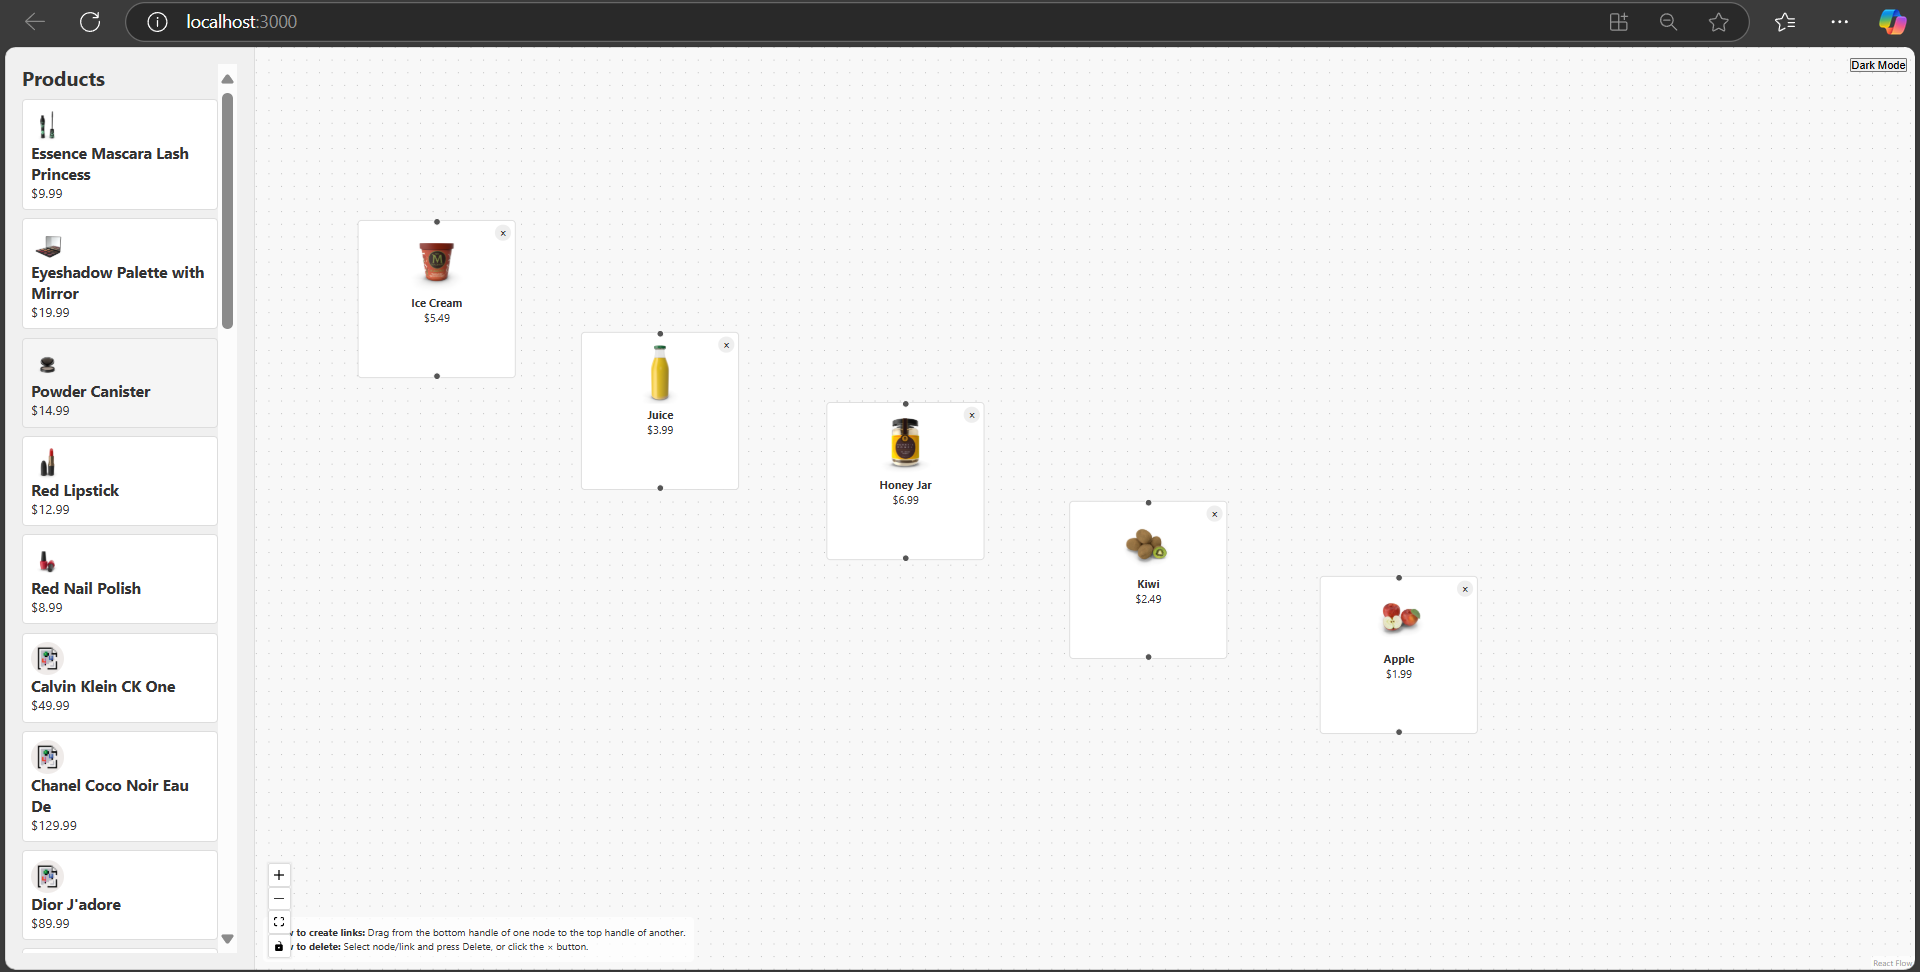 localhost:3000
Products
Essence Mascara Lash
Princess
$9.99
Eyeshadow Palette with
Mirror
$19.99
Powder Canister
$14.99
Red Lipstick
$12.99
Red Nail Polish
$8.99
Calvin Klein CK One
$49.99
Chanel Coco Noir Eau
De
$129.99
Dior J'adore
$89.99
Dark Mode
×
M
Ice Cream
$5.49
×
Juice
$3.99
×
Honey Jar
$6.99
×
Kiwi
$2.49
×
Apple
$1.99
to create links: Drag from the bottom handle of one node to the top handle of another.
to delete: Select node/link and press Delete, or click the × button.
React Flow